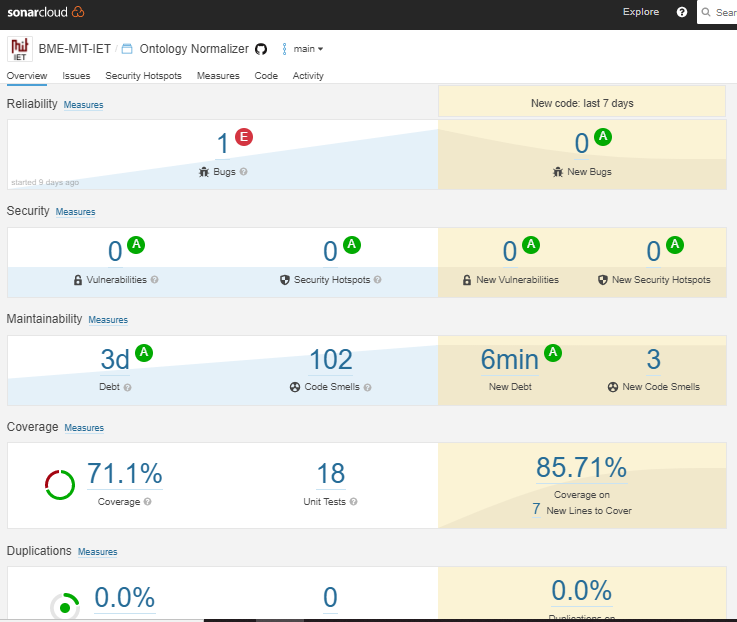 sonarcloud
Explore
Sear
BME-MIT-IET / Ontology Normalizer main
Overview Issues Security Hotspots Measures Code Activity
Reliability Measures
New code: last 7 days
1 E
Bugs
started 9 days ago
0 A
New Bugs
Security Measures
0 A 0 A 0 A 0 A
Vulnerabilities Security Hotspots New Vulnerabilities New Security Hotspots
Maintainability Measures
3d A 102 6min A 3
Debt Code Smells New Debt New Code Smells
Coverage Measures
71.1% 18 85.71%
Coverage Unit Tests Coverage on
7 New Lines to Cover
Duplications Measures
0.0% 0 0.0%
Duplications on